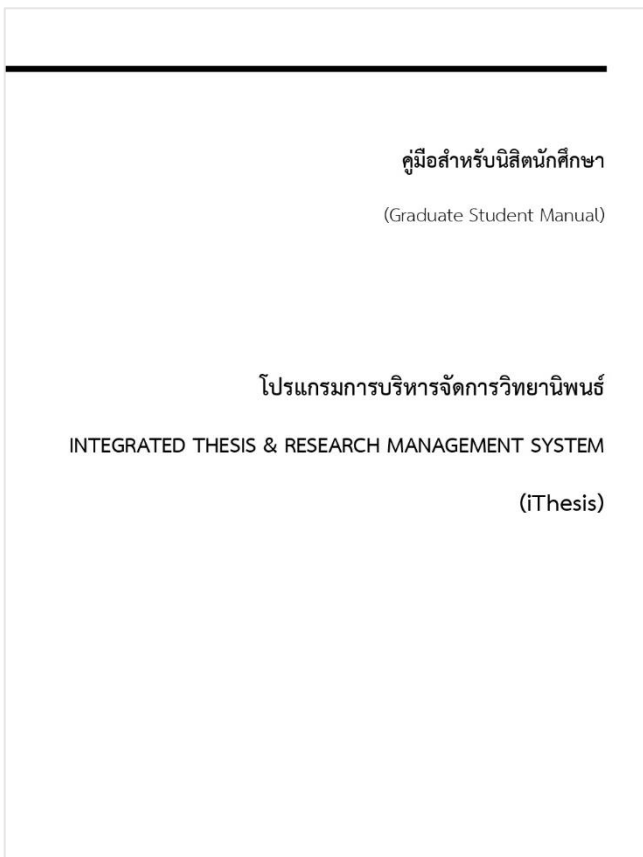 คู่มือสำหรับนิสิตนักศึกษา
(Graduate Student Manual)
โปรแกรมการบริหารจัดการวิทยานิพนธ์
INTEGRATED THESIS & RESEARCH MANAGEMENT SYSTEM
(iThesis)